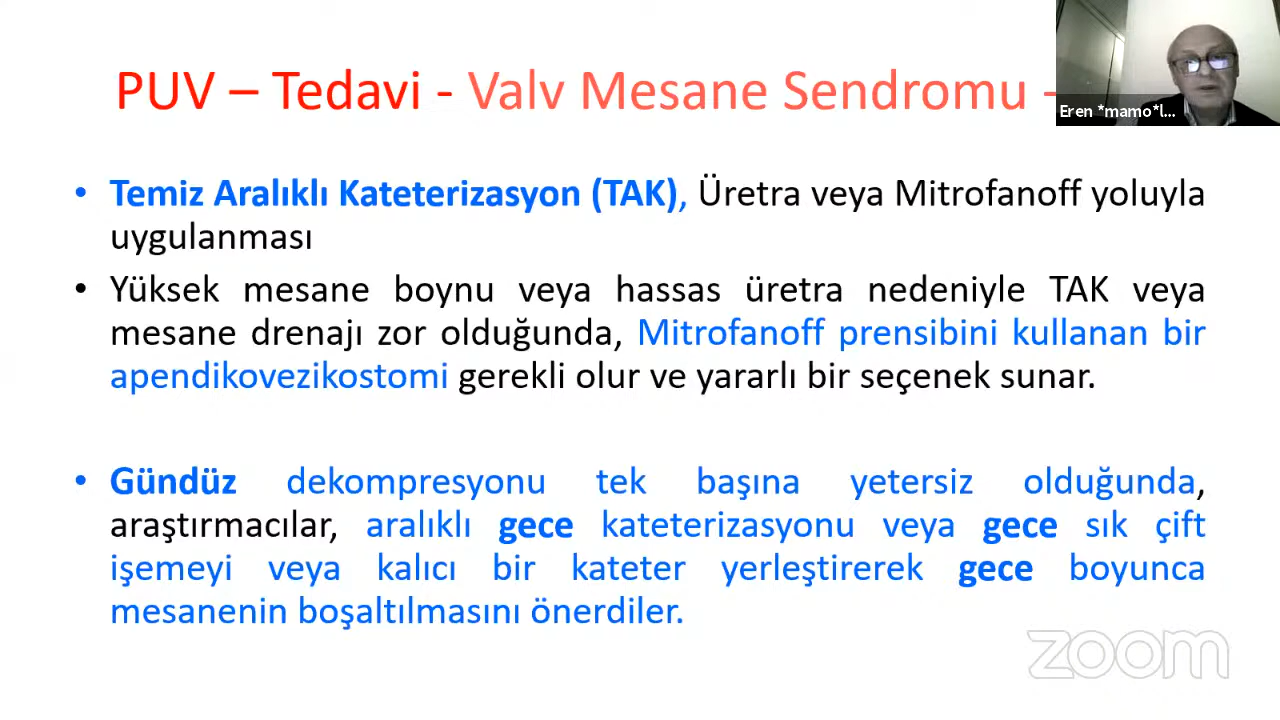 PUV – Tedavi - Valv Mesane Sendromu -
Eren *mamo*l...
• Temiz Aralıklı Kateterizasyon (TAK), Üretra veya Mitrofanoff yoluyla
uygulanması
• Yüksek mesane boynu veya hassas üretra nedeniyle TAK veya
mesane drenajı zor olduğunda, Mitrofanoff prensibini kullanan bir
apendikovezikostomi gerekli olur ve yararlı bir seçenek sunar.
• Gündüz dekompresyonu tek başına yetersiz olduğunda,
araştırmacılar, aralıklı gece kateterizasyonu veya gece sık çift
işemeyi veya kalıcı bir kateter yerleştirerek gece boyunca
mesanenin boşaltılmasını önerdiler.
zoom